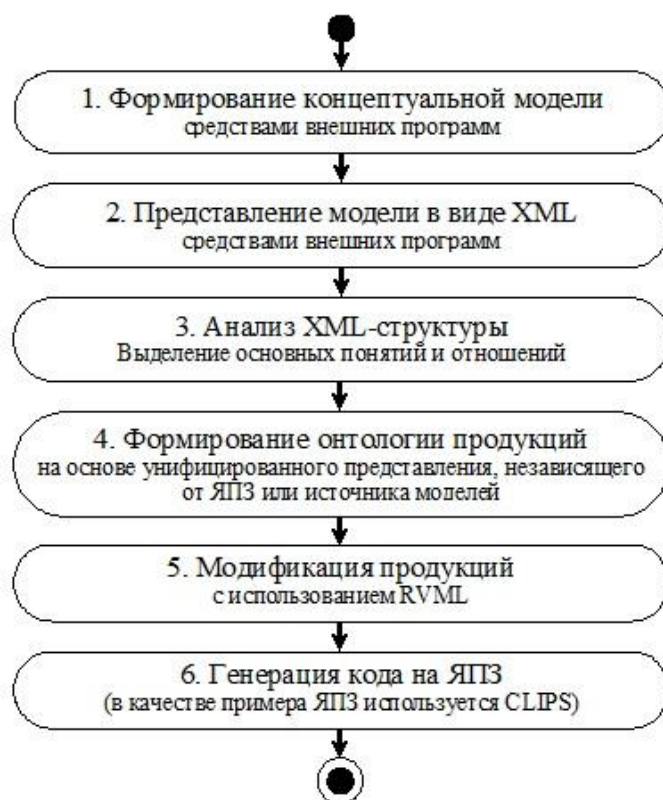 1. Формирование концептуальной модели
средствами внешних программ
2. Представление модели в виде XML
средствами внешних программ
3. Анализ XML-структуры
Выделение основных понятий и отношений
4. Формирование онтологии продукций
на основе унифицированного представления, независящего
от ЯПЗ или источника моделей
5. Модификация продукций
с использованием RVML
6. Генерация кода на ЯПЗ
(в качестве примера ЯПЗ используется CLIPS)